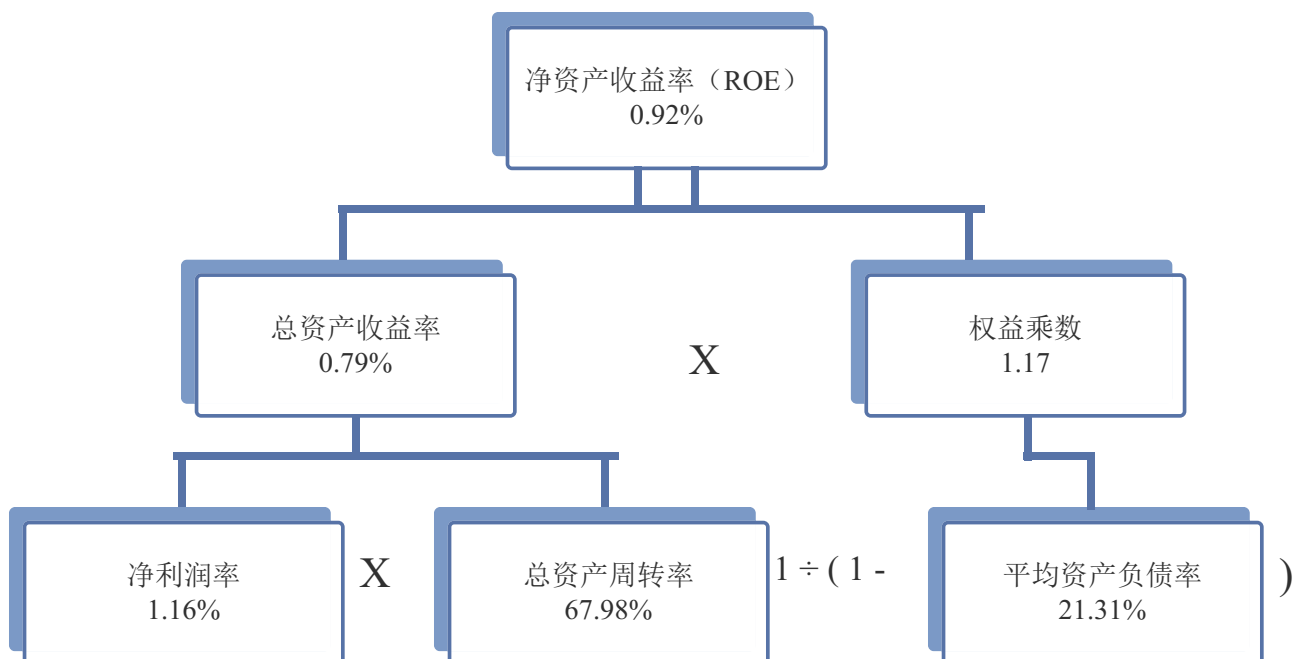 净资产收益率（ROE）
0.92%
总资产收益率
0.79%
X
权益乘数
1.17
净利润率
1.16%
X
总资产周转率
67.98%
1 ÷ ( 1 -
平均资产负债率
21.31%
)